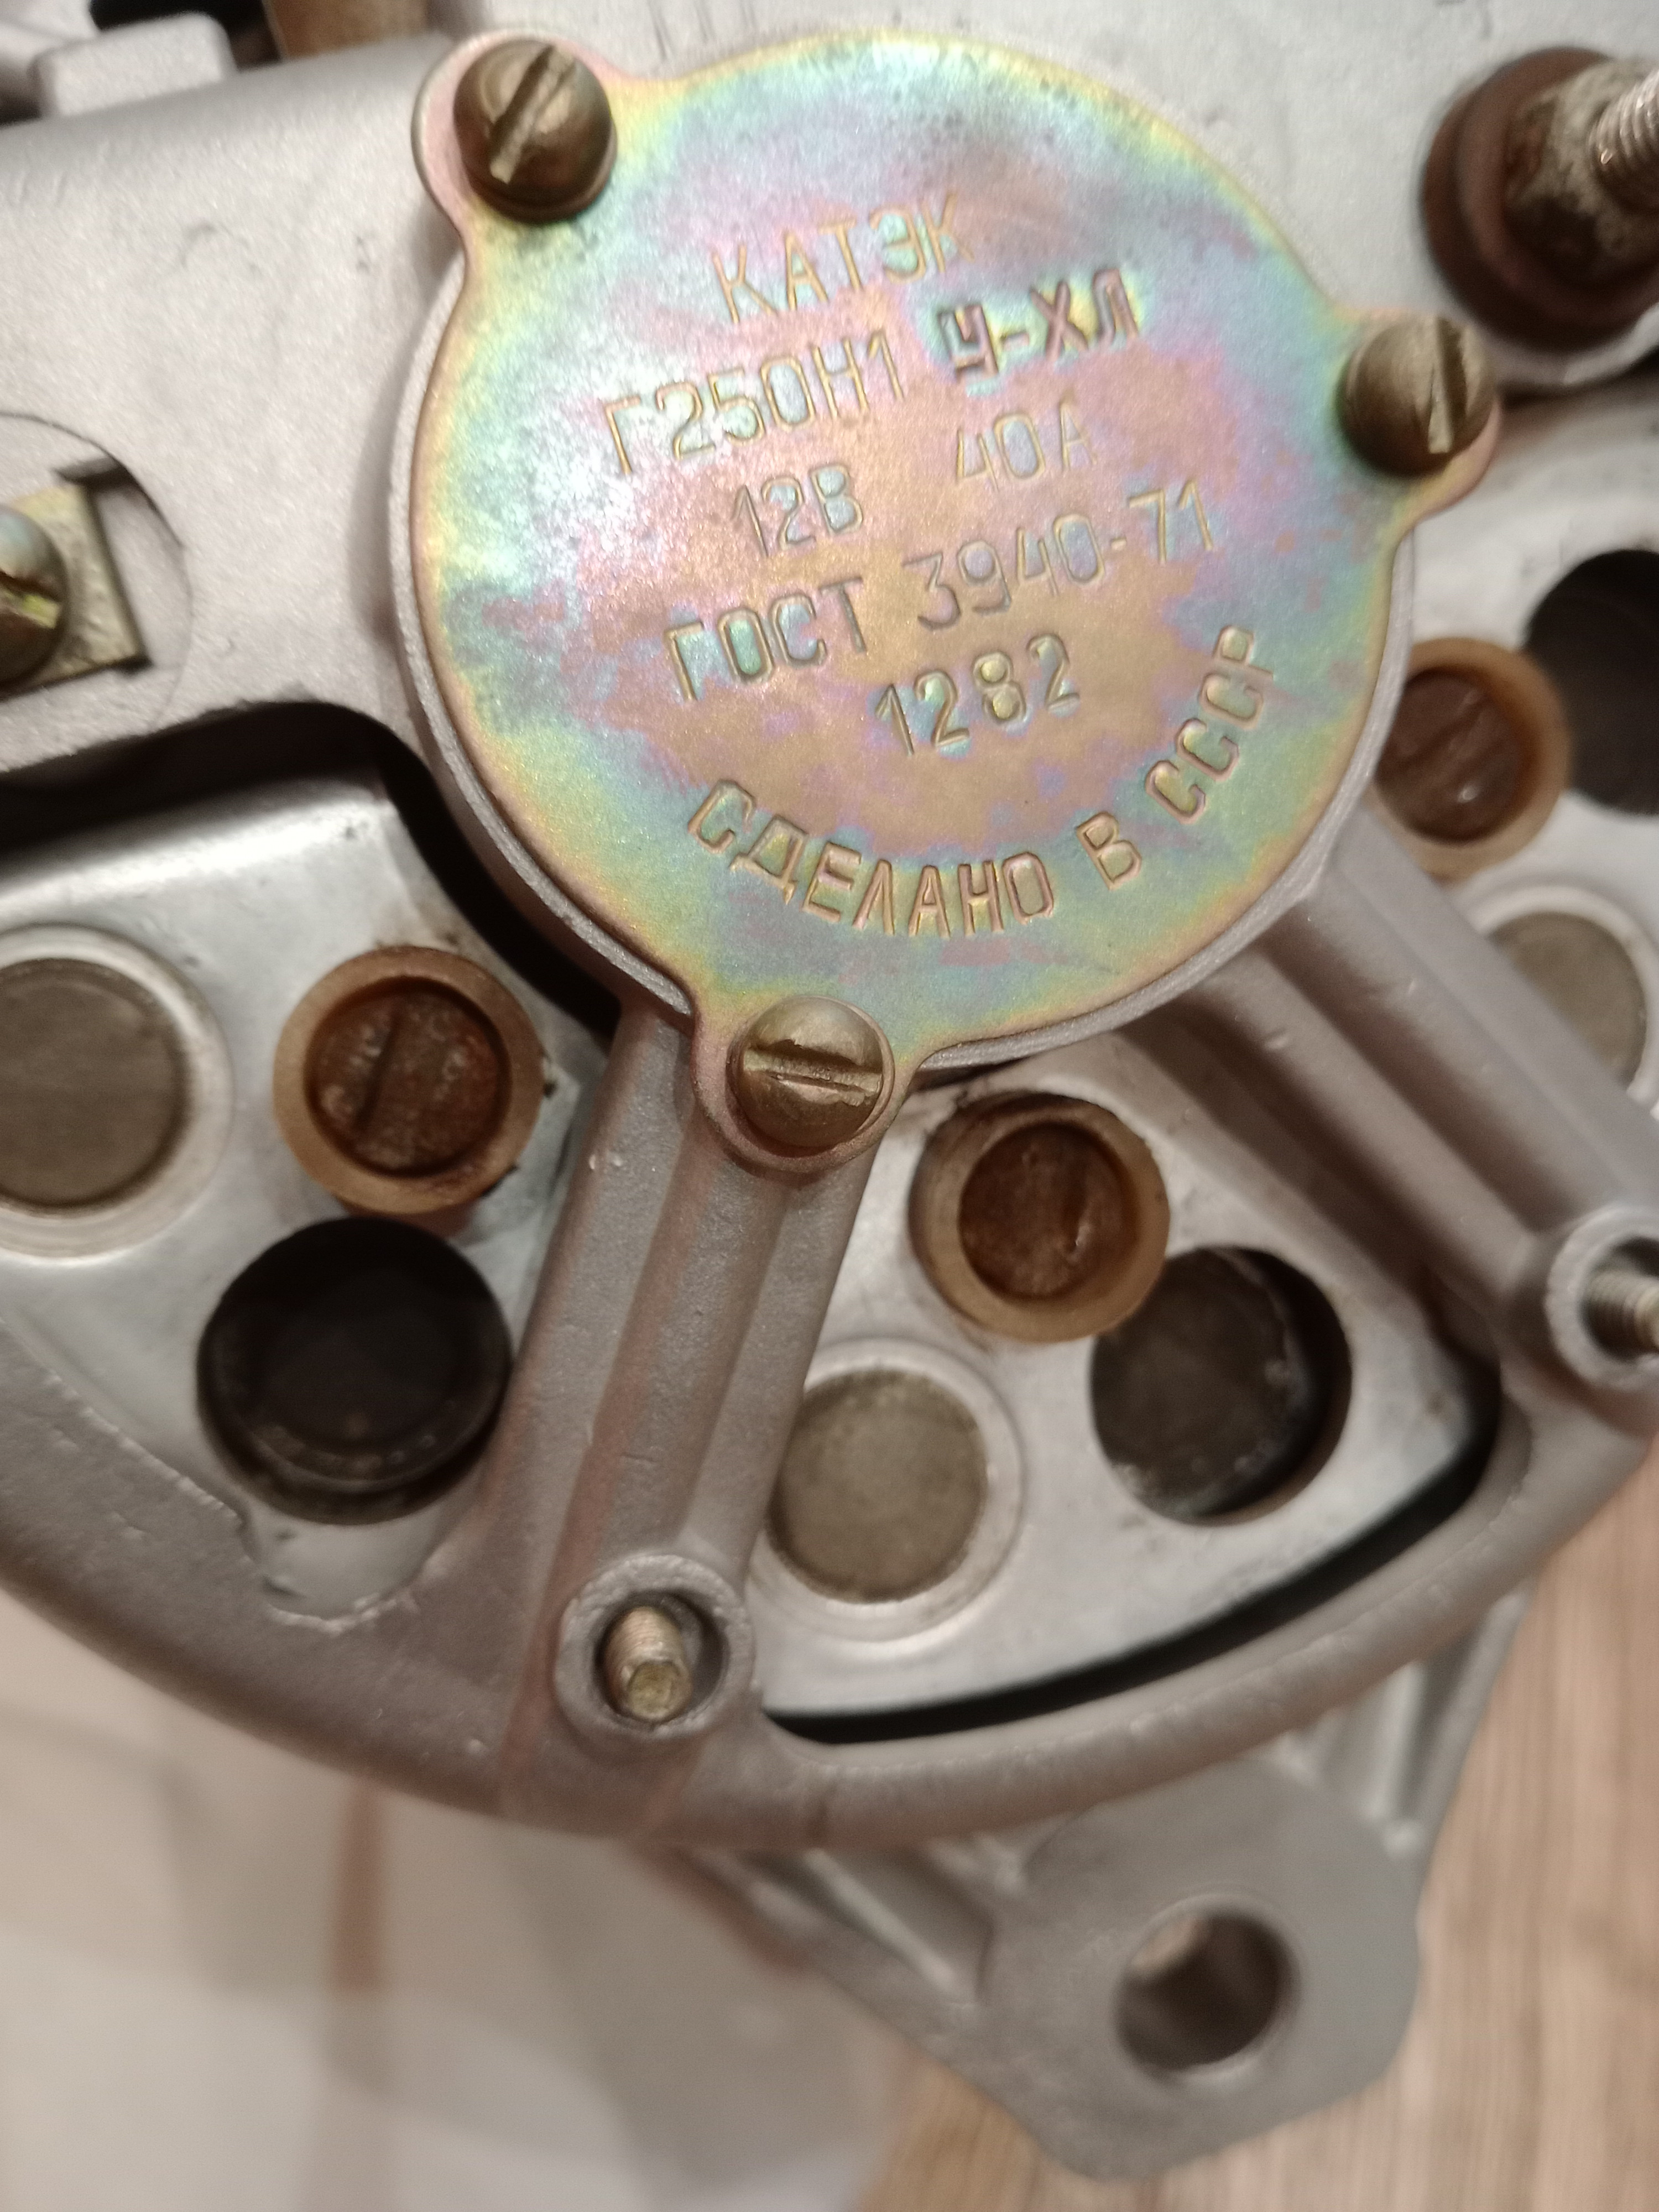 КАТЭК
Г250Н1 У-ХЛ
12В 40А
ГОСТ 3940-71
1282
СДЕЛАНО В СССР